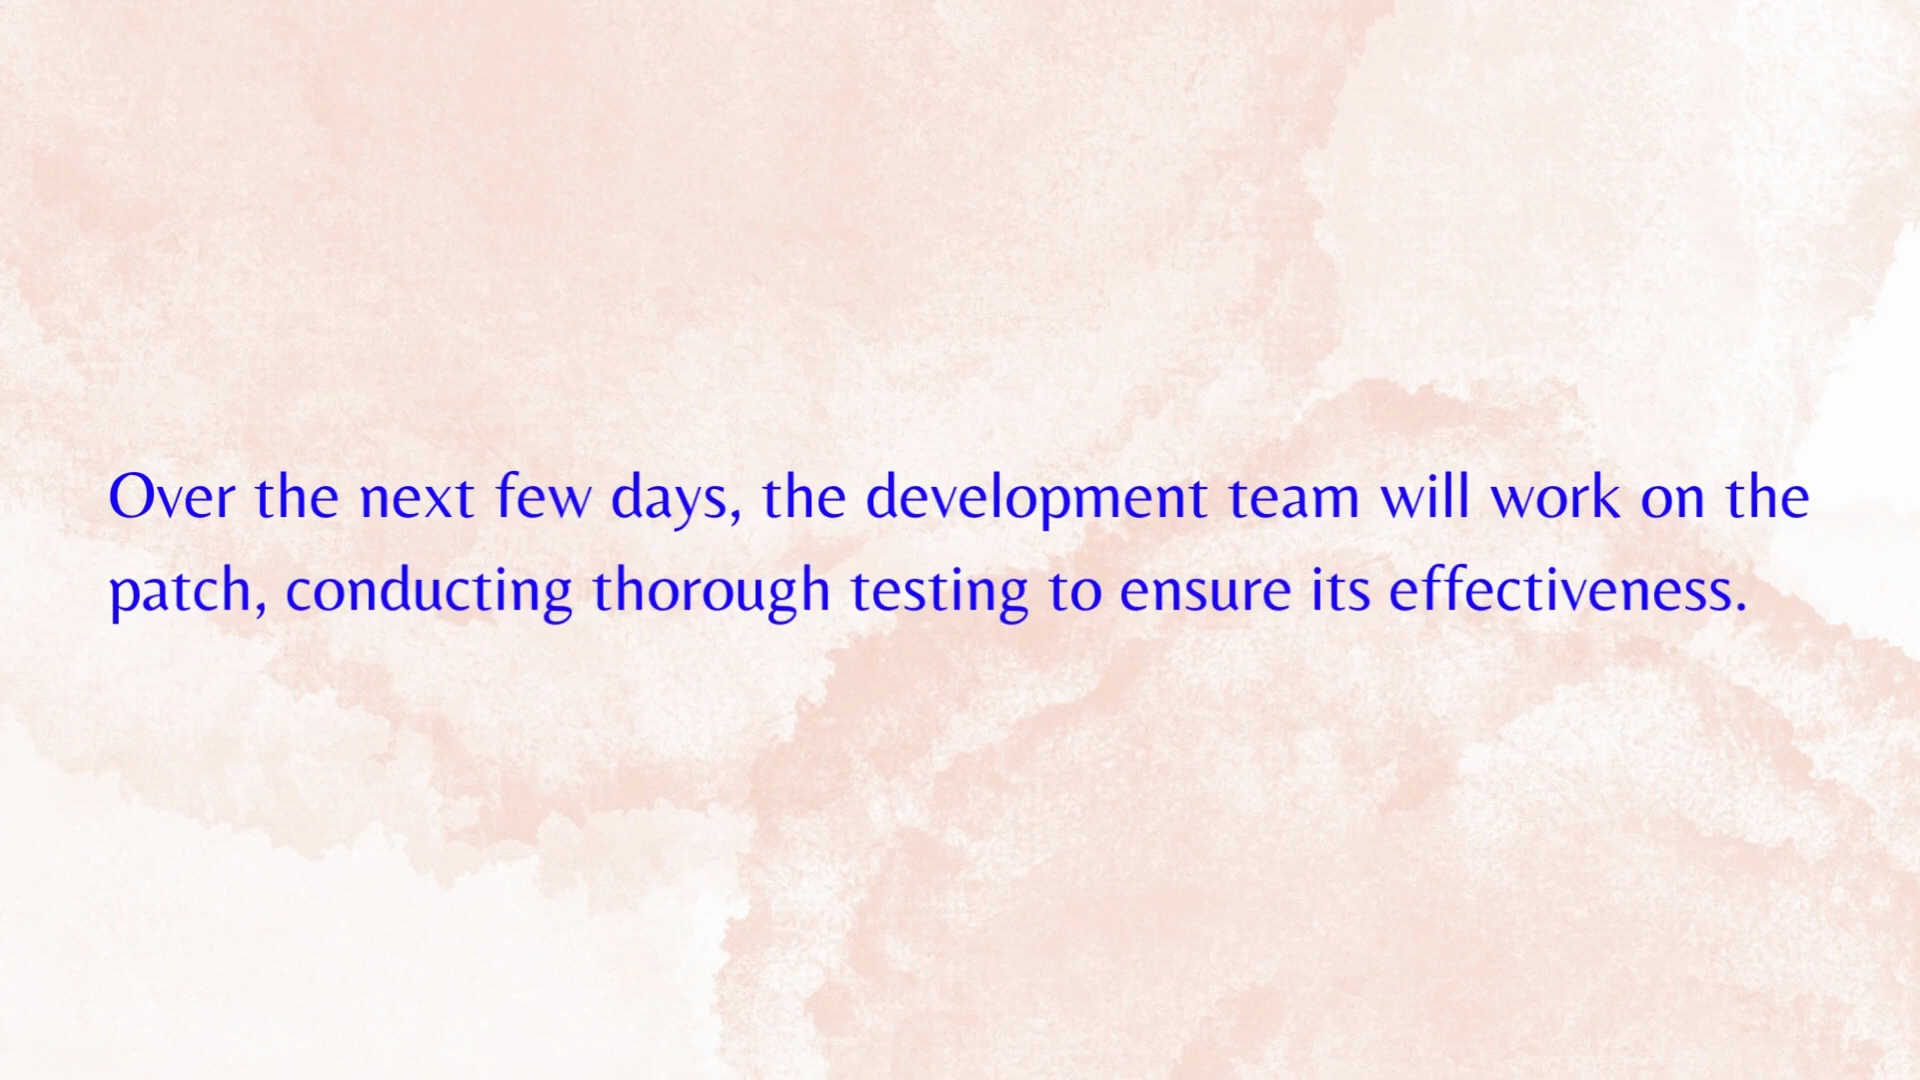 Over the next few days, the development team will work on the
patch, conducting thorough testing to ensure its effectiveness.